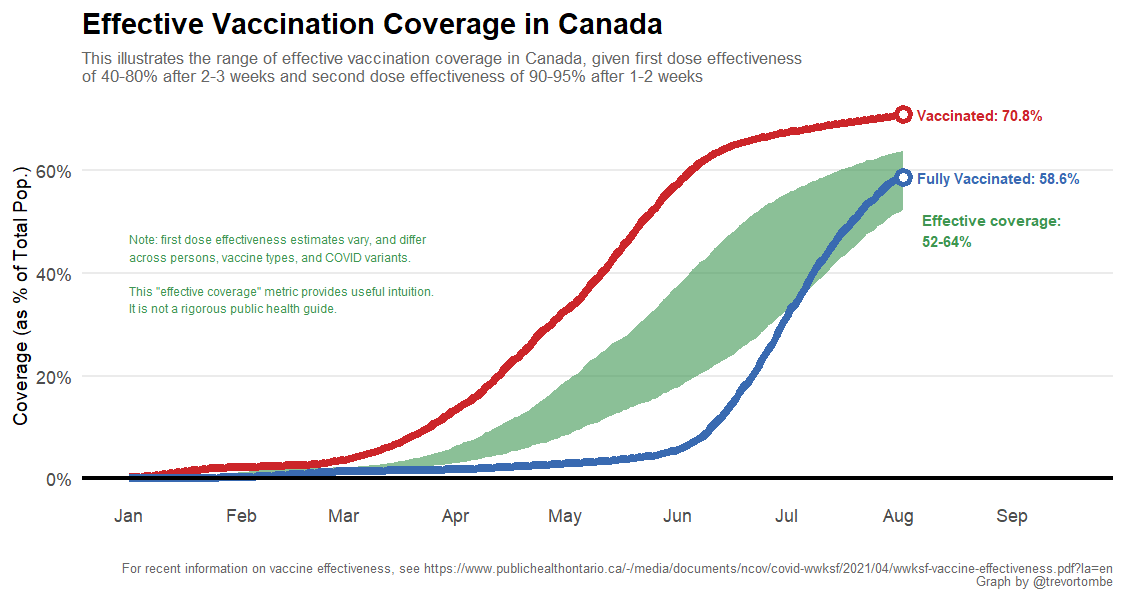 Effective Vaccination Coverage in Canada
This illustrates the range of effective vaccination coverage in Canada, given first dose effectiveness
of 40-80% after 2-3 weeks and second dose effectiveness of 90-95% after 1-2 weeks
Vaccinated: 70.8%
Fully Vaccinated: 58.6%
Effective coverage:
52-64%
Note: first dose effectiveness estimates vary, and differ
across persons, vaccine types, and COVID variants.
This "effective coverage" metric provides useful intuition.
It is not a rigorous public health guide.
Coverage (as % of Total Pop.)
60%
40%
20%
0%
Jan Feb Mar Apr May Jun Jul Aug Sep
For recent information on vaccine effectiveness, see https://www.publichealthontario.ca/-/media/documents/ncov/covid-wwksf/2021/04/wwksf-vaccine-effectiveness.pdf?la=en
Graph by @trevortombe